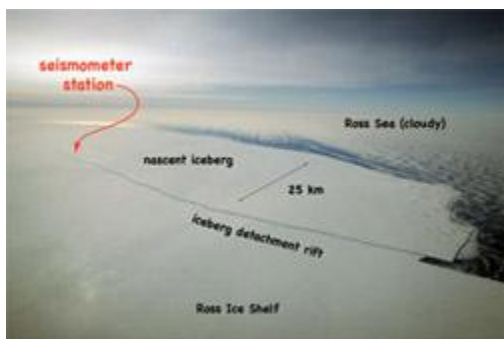 seismometer
station
Ross Sea (cloudy)
nascent iceberg
25 km
iceberg detachment rift
Ross Ice Shelf